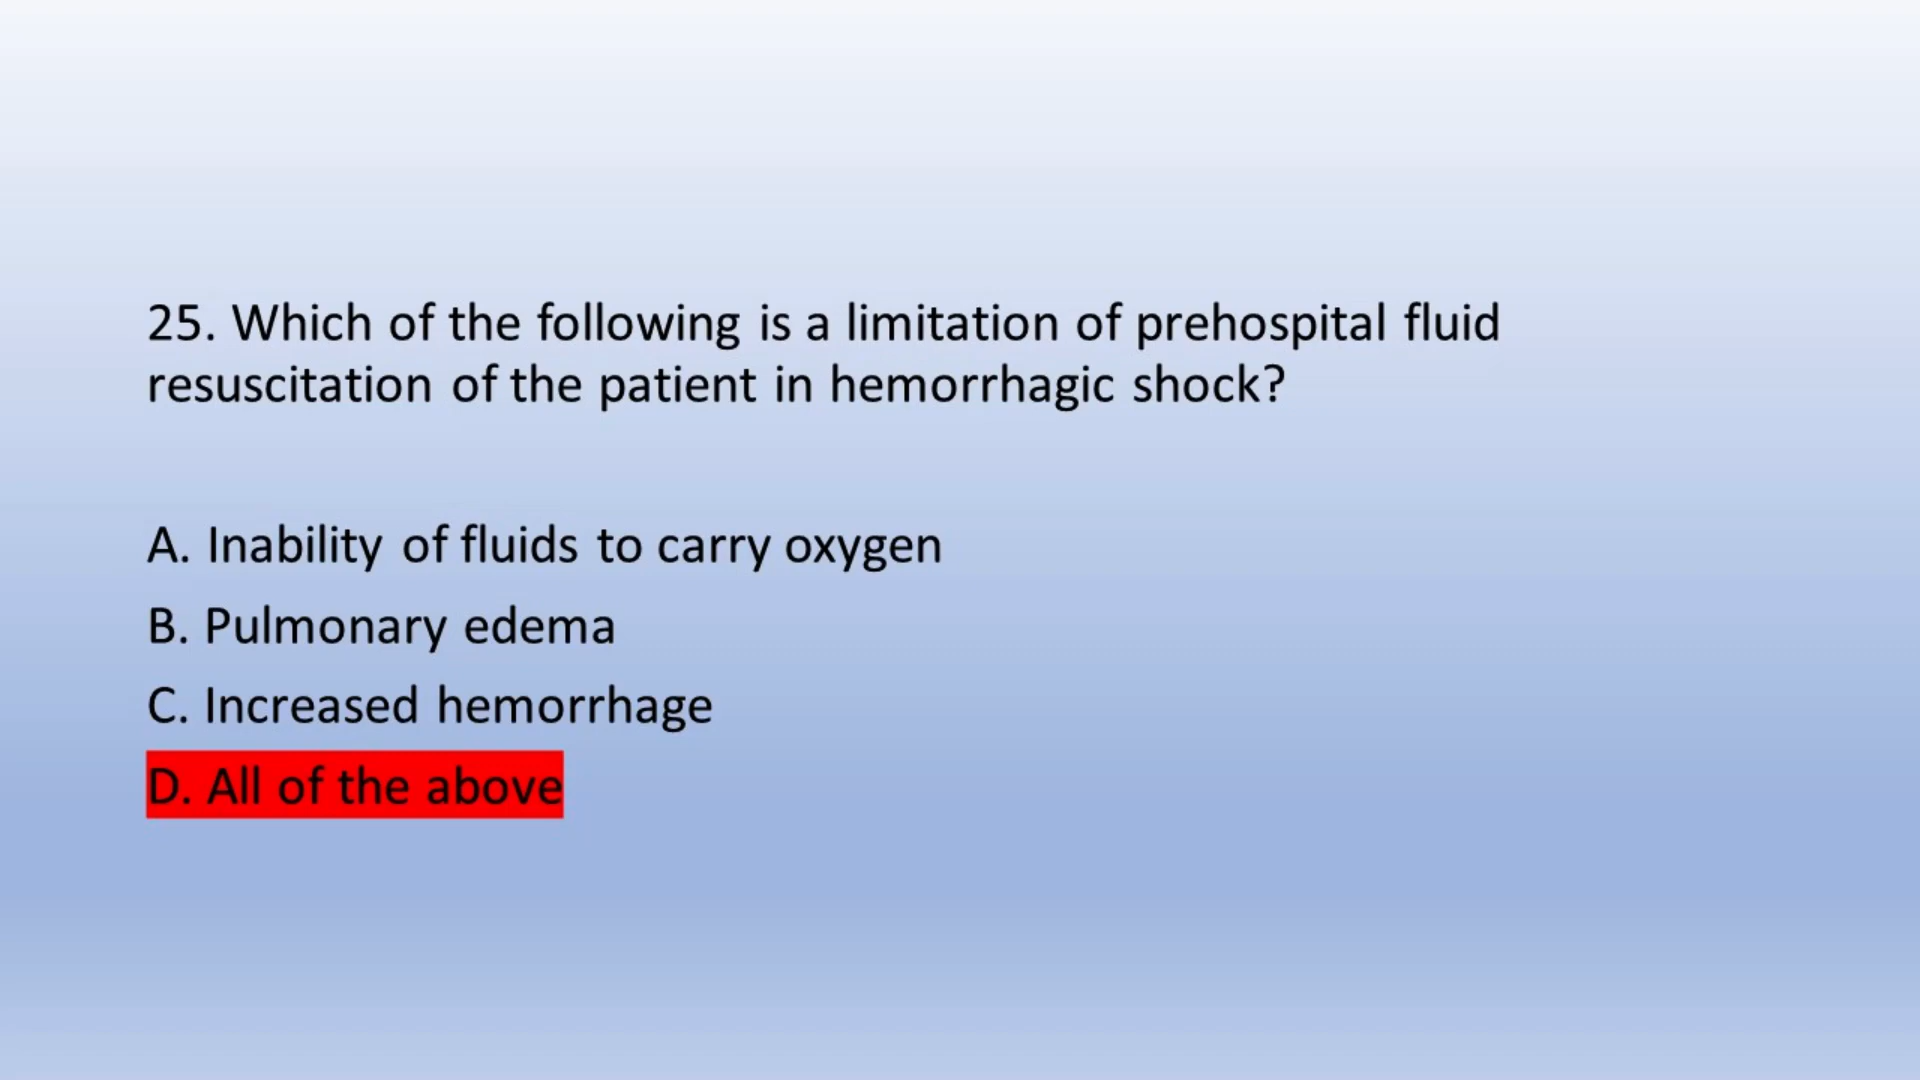 25. Which of the following is a limitation of prehospital fluid
resuscitation of the patient in hemorrhagic shock?
A. Inability of fluids to carry oxygen
B. Pulmonary edema
C. Increased hemorrhage
D. All of the above